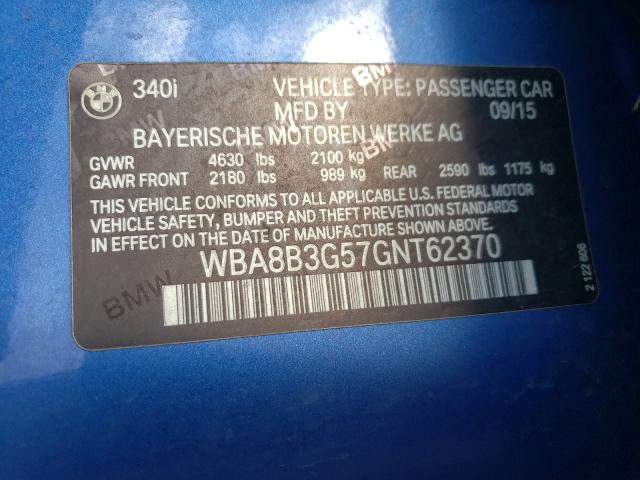 340i VEHICLE TYPE: PASSENGER CAR
MFD BY 09/15
BAYERISCHE MOTOREN WERKE AG
GVWR 4630 lbs 2100 kg
GAWR FRONT 2180 lbs 989 kg REAR 2590 lbs 1175 kg
THIS VEHICLE CONFORMS TO ALL APPLICABLE U.S. FEDERAL MOTOR
VEHICLE SAFETY, BUMPER AND THEFT PREVENTION STANDARDS
IN EFFECT ON THE DATE OF MANUFACTURE SHOWN ABOVE.
WBA8B3G57GNT62370
2 122 606
BMW
BMW
BMW
BMW